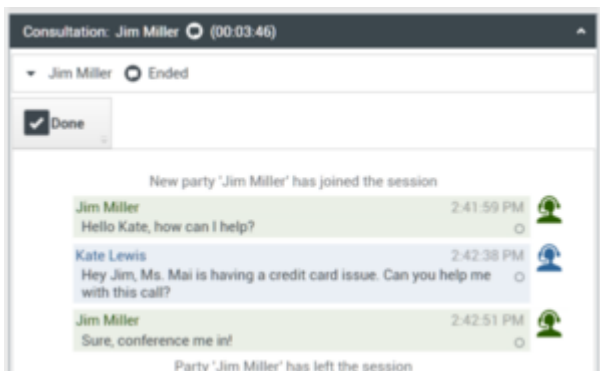 Consultation: Jim Miller (00:03:46)
Jim Miller Ended
Done
New party 'Jim Miller' has joined the session
Jim Miller 2:41:59 PM
Hello Kate, how can I help?
Kate Lewis 2:42:38 PM
Hey Jim, Ms. Mai is having a credit card issue. Can you help me
with this call?
Jim Miller 2:42:51 PM
Sure, conference me in!
Party 'Jim Miller' has left the session